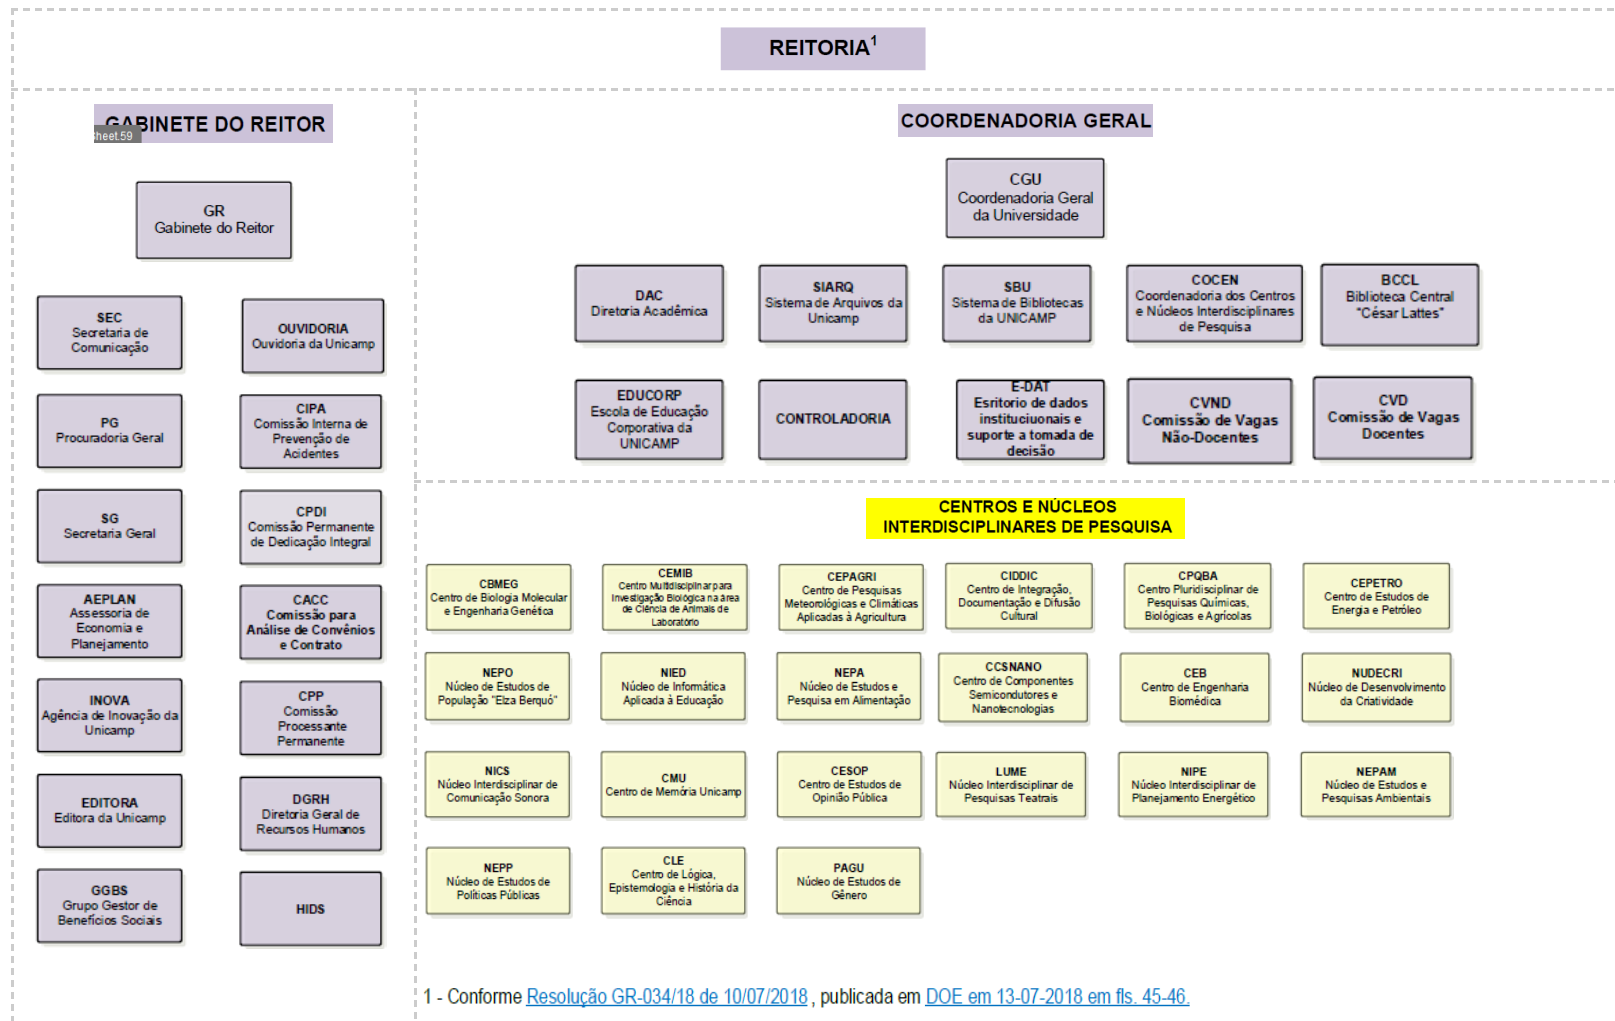 REITORIA¹
GABINETE DO REITOR
heet.59
GR
Gabinete do Reitor
SEC
Secretaria de
Comunicação
OUVIDORIA
Ouvidoria da Unicamp
PG
Procuradoria Geral
CIPA
Comissão Interna de
Prevenção de
Acidentes
SG
Secretaria Geral
CPDI
Comissão Permanente
de Dedicação Integral
AEPLAN
Assessoria de
Economia e
Planejamento
CACC
Comissão para
Análise de Convênios
e Contrato
INOVA
Agência de Inovação da
Unicamp
CPP
Comissão
Processante
Permanente
EDITORA
Editora da Unicamp
DGRH
Diretoria Geral de
Recursos Humanos
GGBS
Grupo Gestor de
Benefícios Sociais
HIDS
COORDENADORIA GERAL
CGU
Coordenadoria Geral
da Universidade
DAC
Diretoria Acadêmica
SIARQ
Sistema de Arquivos da
Unicamp
SBU
Sistema de Bibliotecas
da UNICAMP
COCEN
Coordenadoria dos Centros
e Núcleos Interdisciplinares
de Pesquisa
BCCL
Biblioteca Central
"César Lattes"
EDUCORP
Escola de Educação
Corporativa da
UNICAMP
CONTROLADORIA
E-DAT
Esritorio de dados
instituciuonais e
suporte a tomada de
decisão
CVND
Comissão de Vagas
Não-Docentes
CVD
Comissão de Vagas
Docentes
CENTROS E NÚCLEOS
INTERDISCIPLINARES DE PESQUISA
CBMEG
Centro de Biologia Molecular
e Engenharia Genética
CEMIB
Centro Multidisciplinar para
Investigação Biológica na área
de Ciência de Animais de
Laboratório
CEPAGRI
Centro de Pesquisas
Meteorológicas e Climáticas
Aplicadas à Agricultura
CIDDIC
Centro de Integração,
Documentação e Difusão
Cultural
CPQBA
Centro Pluridisciplinar de
Pesquisas Químicas,
Biológicas e Agrícolas
CEPETRO
Centro de Estudos de
Energia e Petróleo
NEPO
Núcleo de Estudos de
População "Elza Berquó"
NIED
Núcleo de Informática
Aplicada à Educação
NEPA
Núcleo de Estudos e
Pesquisa em Alimentação
CCSNANO
Centro de Componentes
Semicondutores e
Nanotecnologias
CEB
Centro de Engenharia
Biomédica
NUDECRI
Núcleo de Desenvolvimento
da Criatividade
NICS
Núcleo Interdisciplinar de
Comunicação Sonora
CMU
Centro de Memória Unicamp
CESOP
Centro de Estudos de
Opinião Pública
LUME
Núcleo Interdisciplinar de
Pesquisas Teatrais
NIPE
Núcleo Interdisciplinar de
Planejamento Energético
NEPAM
Núcleo de Estudos e
Pesquisas Ambientais
NEPP
Núcleo de Estudos de
Políticas Públicas
CLE
Centro de Lógica,
Epistemologia e História da
Ciência
PAGU
Núcleo de Estudos de
Gênero
1 - Conforme Resolução GR-034/18 de 10/07/2018 , publicada em DOE em 13-07-2018 em fls. 45-46.